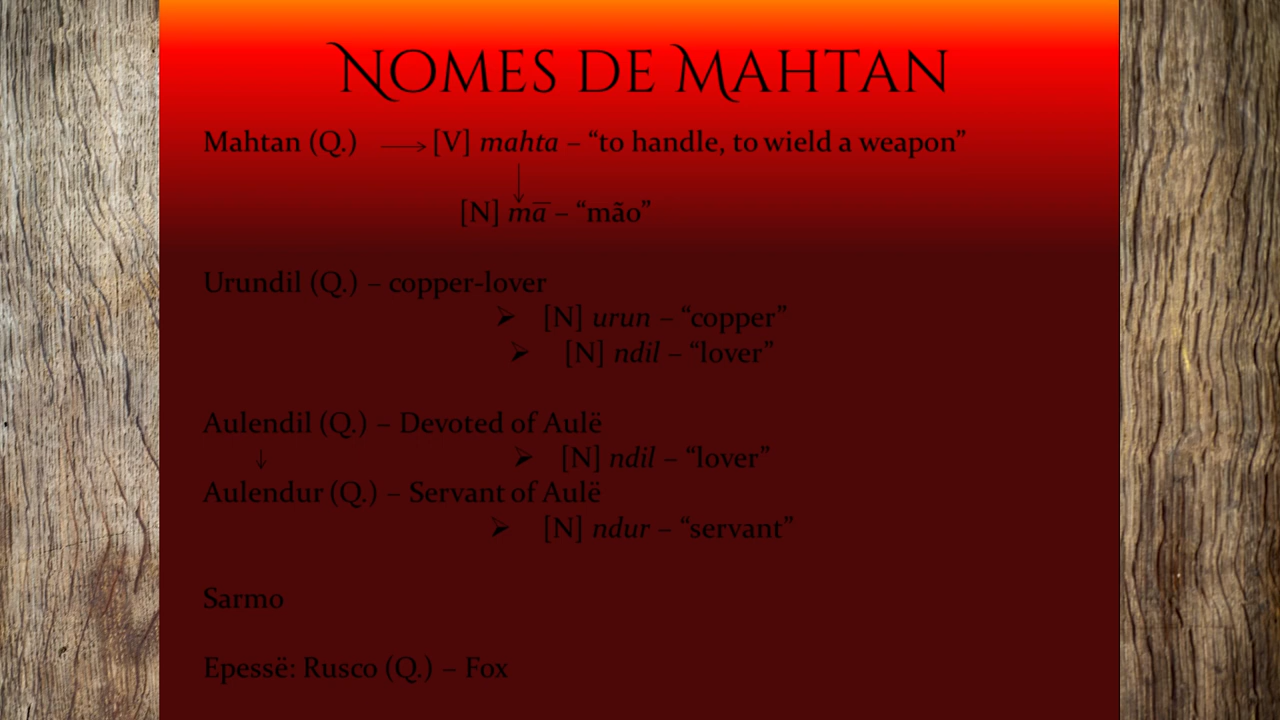 Nomes de Mahtan
Mahtan (Q.) → [V] mahta – “to handle, to wield a weapon”
↓
[N] mā – “mão”
Urundil (Q.) – copper-lover
➢ [N] urun – “copper”
➢ [N] ndil – “lover”
Aulendil (Q.) – Devoted of Aulë
↓ ➢ [N] ndil – “lover”
Aulendur (Q.) – Servant of Aulë
➢ [N] ndur – “servant”
Sarmo
Epessë: Rusco (Q.) – Fox